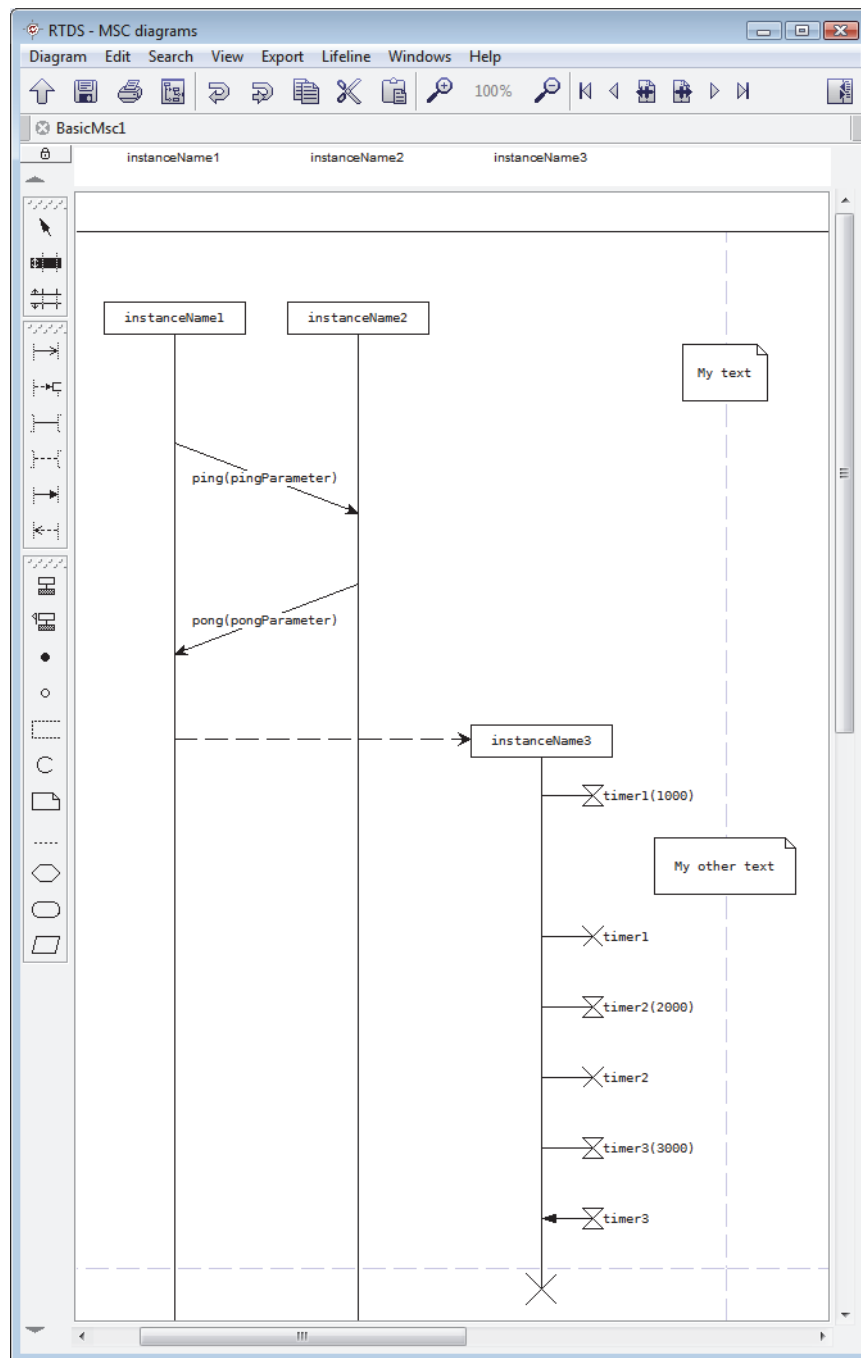 RTDS - MSC diagrams
Diagram Edit Search View Export Lifeline Windows Help
100%
BasicMsc1
instanceName1 instanceName2 instanceName3
instanceName1 instanceName2
My text
ping(pingParameter)
pong(pongParameter)
instanceName3
timer1(1000)
My other text
timer1
timer2(2000)
timer2
timer3(3000)
timer3